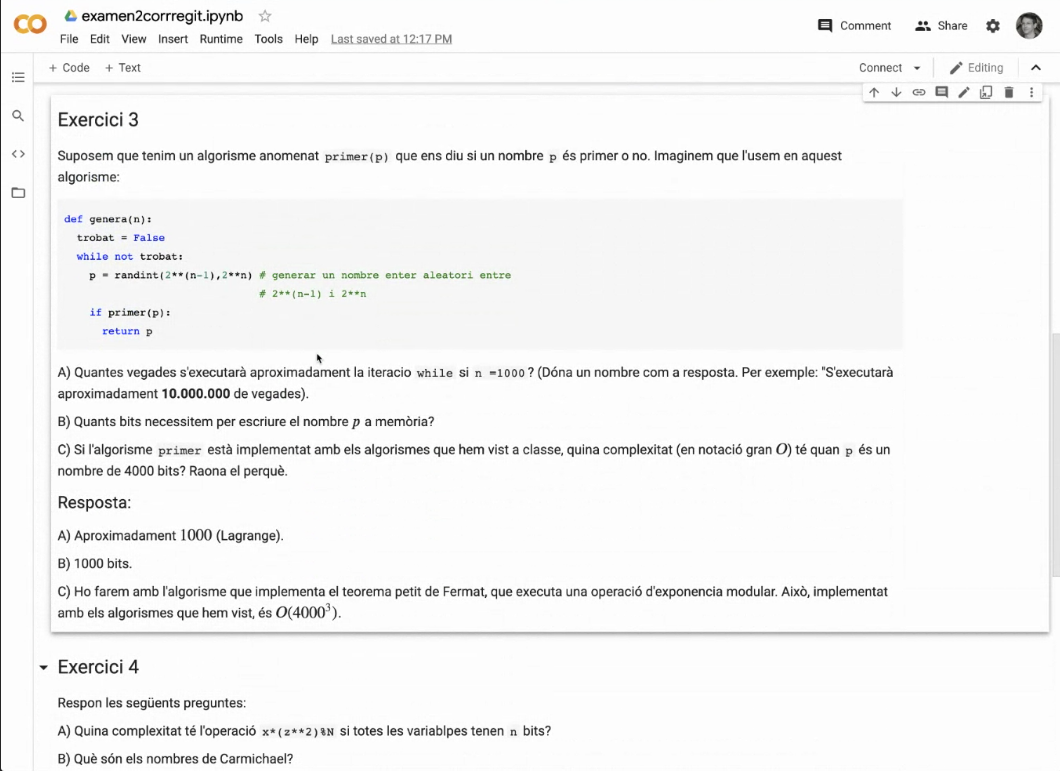 examen2corrregit.ipynb
Comment Share
File Edit View Insert Runtime Tools Help Last saved at 12:17 PM
+ Code + Text Connect Editing
Exercici 3
Suposem que tenim un algorisme anomenat primer(p) que ens diu si un nombre p és primer o no. Imaginem que l'usem en aquest
algorisme:
def genera(n):
trobat = False
while not trobat:
p = randint(2**(n-1),2**n) # generar un nombre enter aleatori entre
# 2**(n-1) i 2**n
if primer(p):
return p
A) Quantes vegades s'executarà aproximadament la iteracio while si n =1000? (Dóna un nombre com a resposta. Per exemple: "S'executarà
aproximadament 10.000.000 de vegades).
B) Quants bits necessitem per escriure el nombre p a memòria?
C) Si l'algorisme primer està implementat amb els algorismes que hem vist a classe, quina complexitat (en notació gran O) té quan p és un
nombre de 4000 bits? Raona el perquè.
Resposta:
A) Aproximadament 1000 (Lagrange).
B) 1000 bits.
C) Ho farem amb l'algorisme que implementa el teorema petit de Fermat, que executa una operació d'exponencia modular. Això, implementat
amb els algorismes que hem vist, és O(4000³).
Exercici 4
Respon les següents preguntes:
A) Quina complexitat té l'operació x*(z**2)%N si totes les variablpes tenen n bits?
B) Què són els nombres de Carmichael?